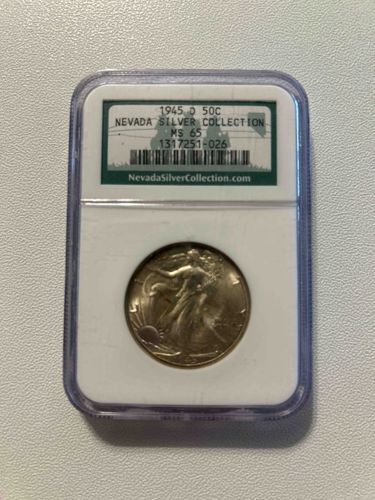 1945 D 50C
NEVADA SILVER COLLECTION
MS 65
1317251-026
NevadaSilverCollection.com